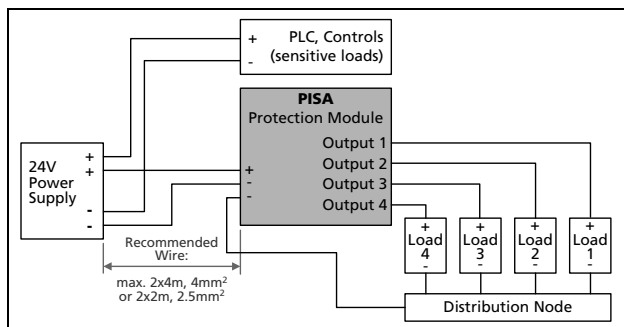 PLC, Controls
(sensitive loads)
+
-
PISA
Protection Module
Output 1
Output 2
Output 3
Output 4
+
-
-
24V
Power
Supply
+
+
-
-
Recommended
Wire:
max. 2x4m, 4mm²
or 2x2m, 2.5mm²
+
Load
4
-
+
Load
3
-
+
Load
2
-
+
Load
1
-
Distribution Node